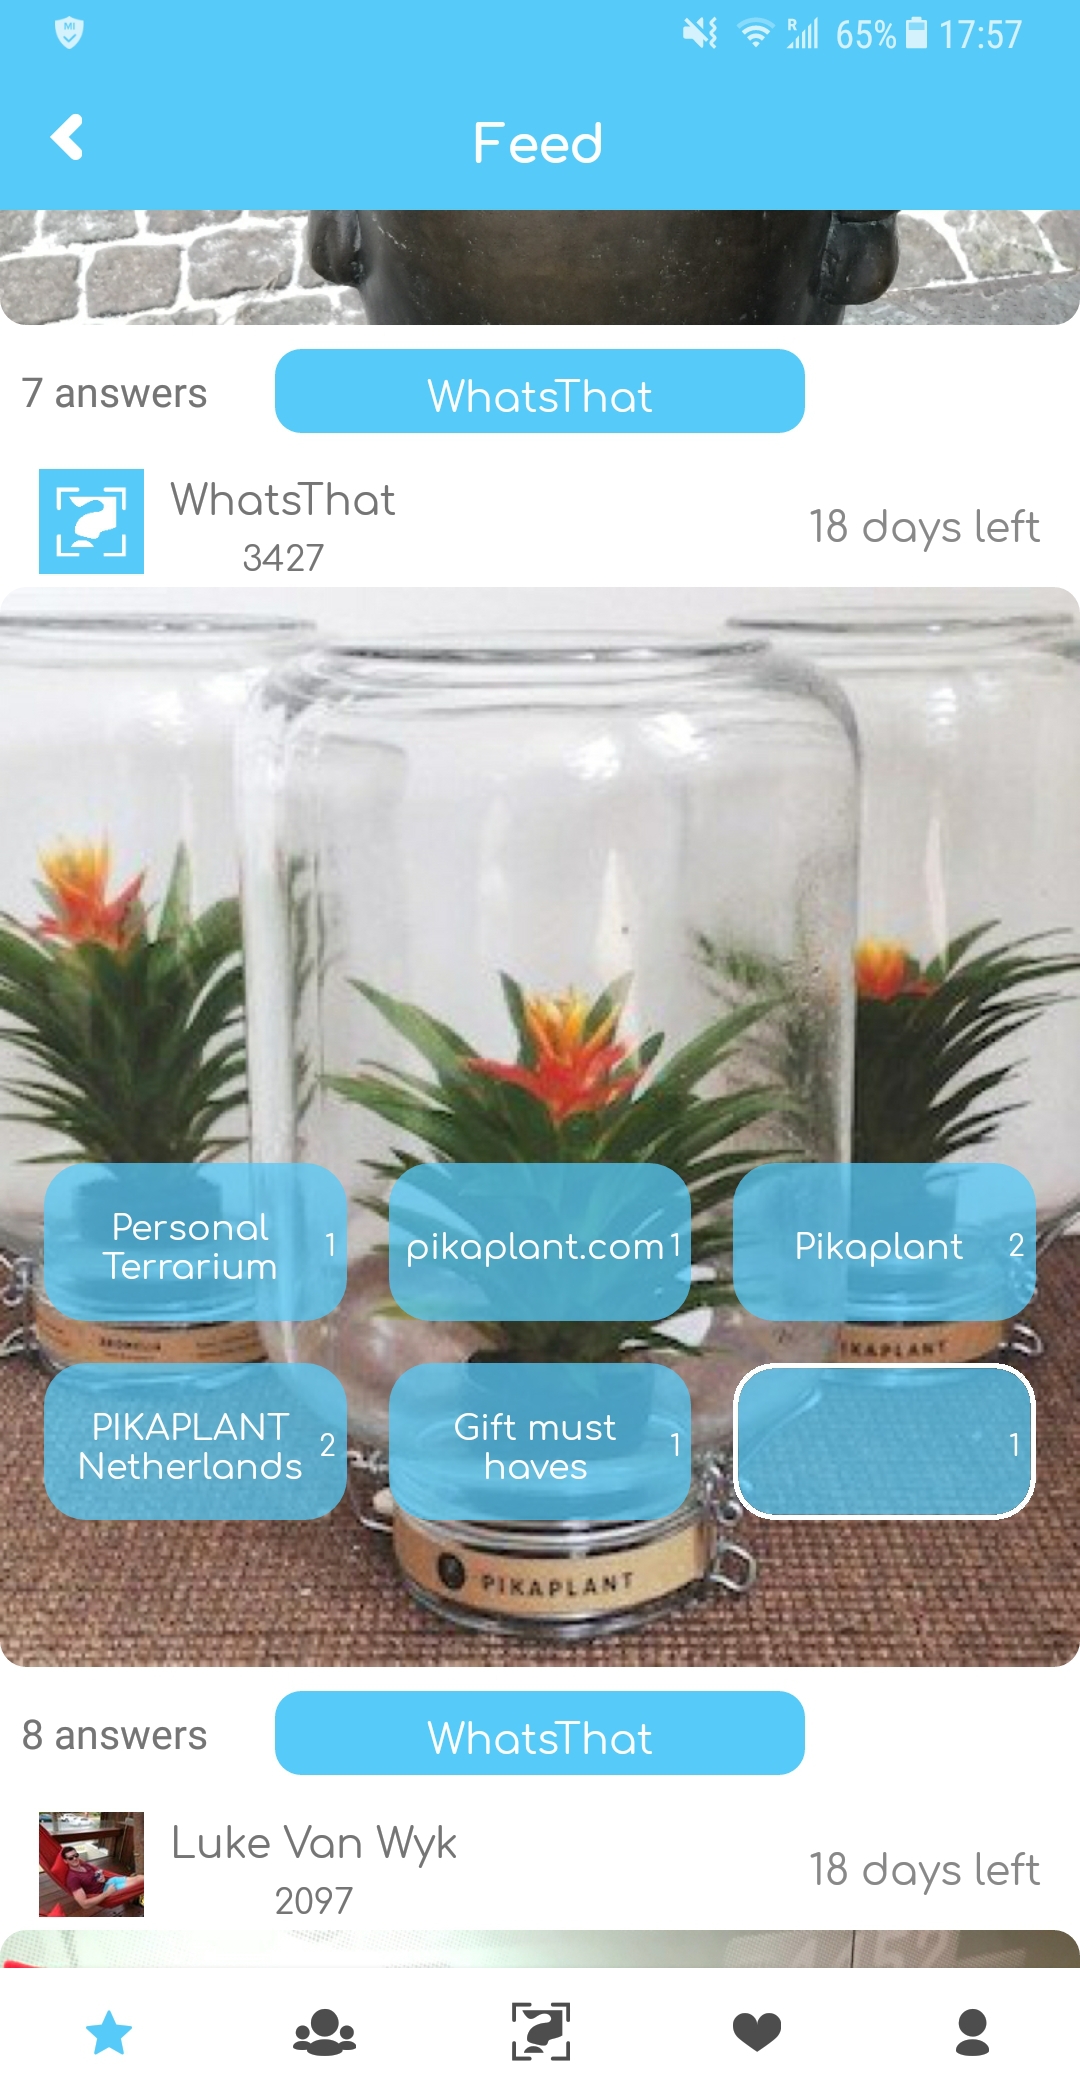 MI
R
65%
17:57
Feed
7 answers
WhatsThat
WhatsThat
3427
18 days left
Personal
Terrarium
1
pikaplant.com
1
Pikaplant
2
IKAPLANT
PIKAPLANT
Netherlands
2
Gift must
haves
1
1
PIKAPLANT
8 answers
WhatsThat
Luke Van Wyk
2097
18 days left